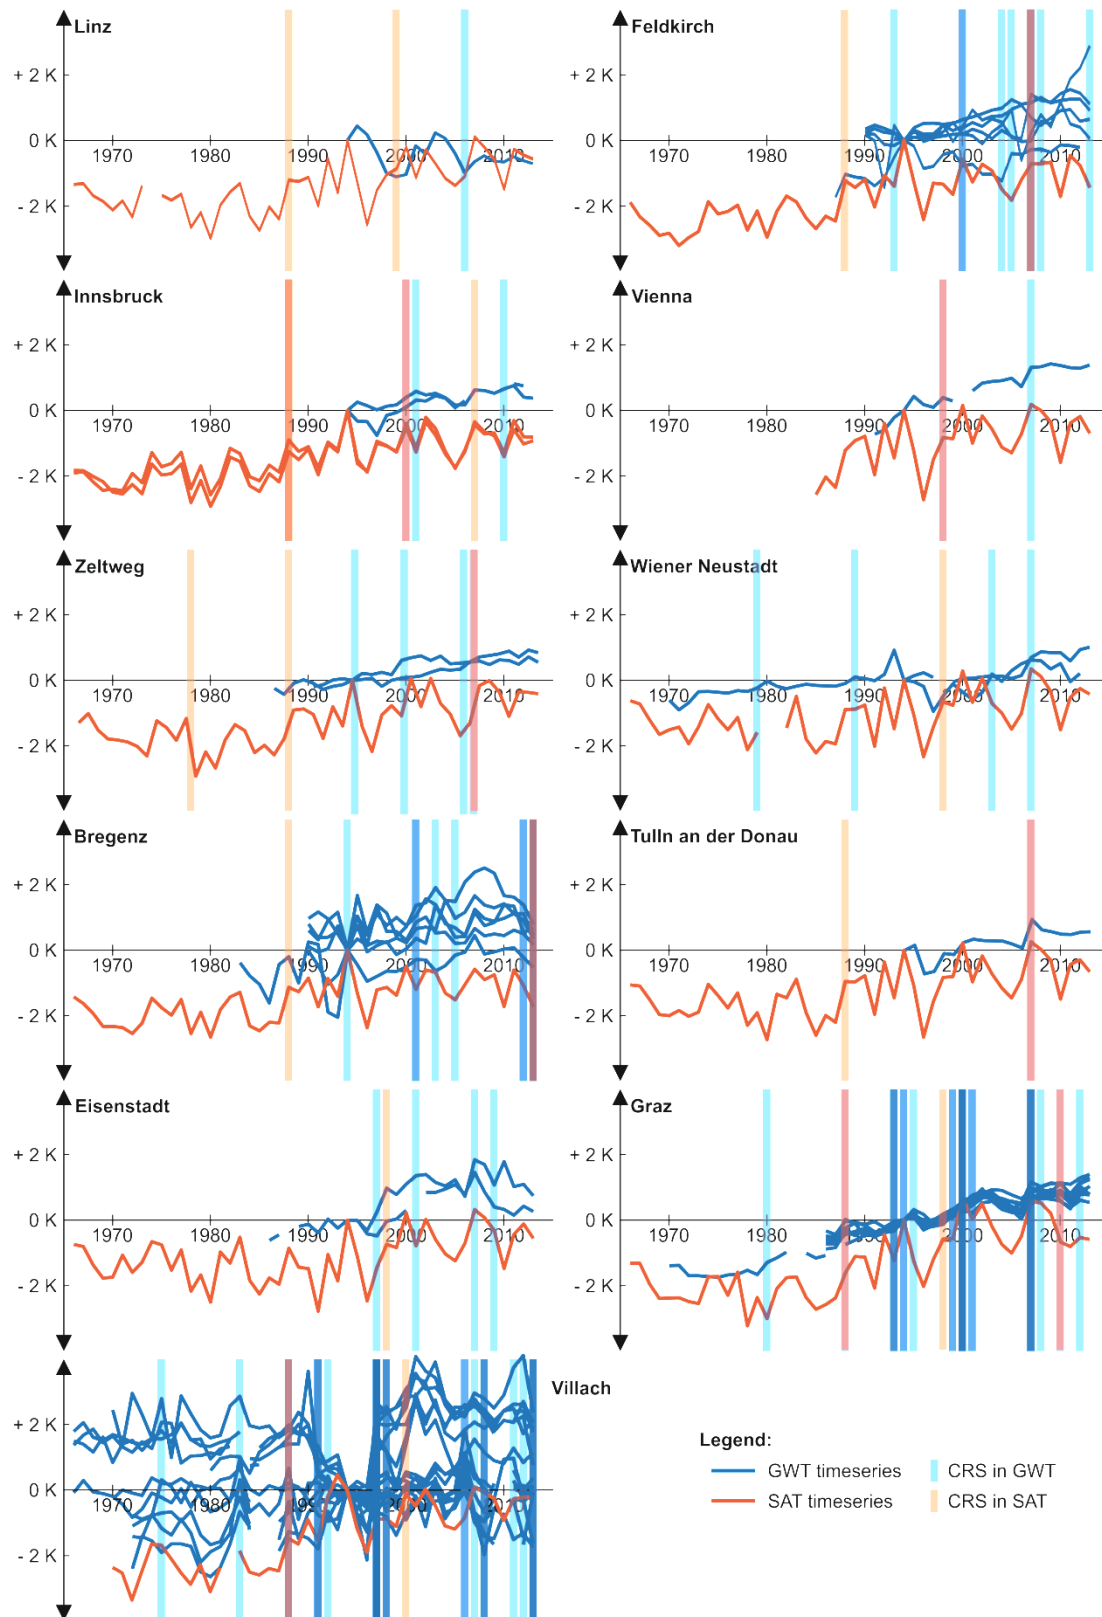 Linz
+ 2 K
0 K
- 2 K
1970 1980 1990 2000 2010
Feldkirch
+ 2 K
0 K
- 2 K
1970 1980 1990 2000 2010
Innsbruck
+ 2 K
0 K
- 2 K
1970 1980 1990 2000 2010
Vienna
+ 2 K
0 K
- 2 K
1970 1980 1990 2000 2010
Zeltweg
+ 2 K
0 K
- 2 K
1970 1980 1990 2000 2010
Wiener Neustadt
+ 2 K
0 K
- 2 K
1970 1980 1990 2000 2010
Bregenz
+ 2 K
0 K
- 2 K
1970 1980 1990 2000 2010
Tulln an der Donau
+ 2 K
0 K
- 2 K
1970 1980 1990 2000 2010
Eisenstadt
+ 2 K
0 K
- 2 K
1970 1980 1990 2000 2010
Graz
+ 2 K
0 K
- 2 K
1970 1980 1990 2000 2010
Villach
+ 2 K
0 K
- 2 K
1970 1980 1990 2000 2010
Legend:
GWT timeseries CRS in GWT
SAT timeseries CRS in SAT